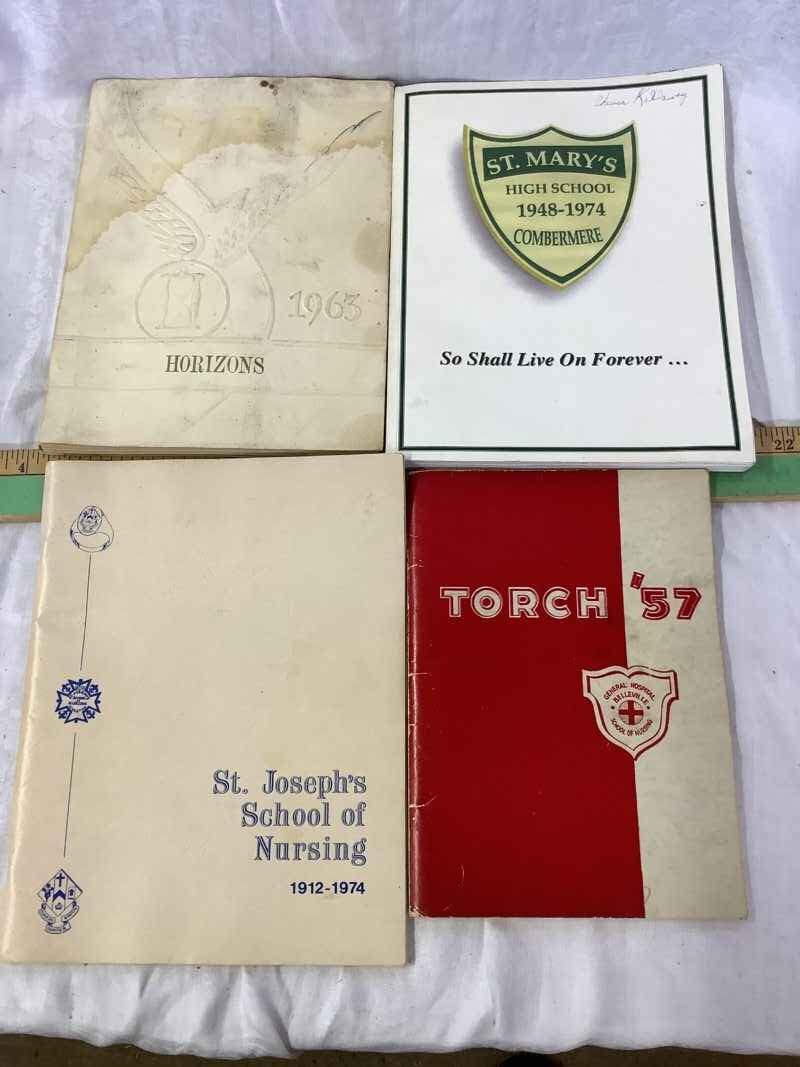 1963
HORIZONS
ST. MARY'S
HIGH SCHOOL
1948-1974
COMBERMERE
So Shall Live On Forever ...
4
22
St. Joseph's
School of
Nursing
1912-1974
TORCH '57
GENERAL HOSPITAL
BELLEVILLE
SCHOOL OF NURSING